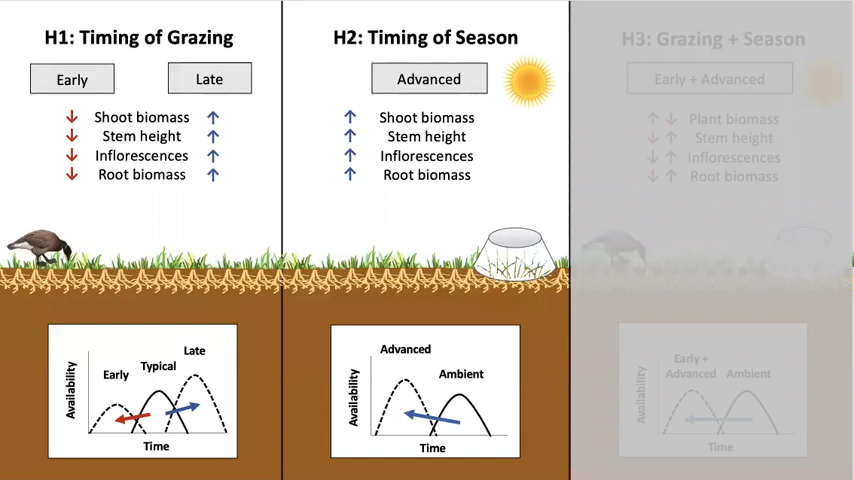 H1: Timing of Grazing
Early
Late
↓ Shoot biomass ↑
↓ Stem height ↑
↓ Inflorescences ↑
↓ Root biomass ↑
Availability
Early
Typical
Late
Time
H2: Timing of Season
Advanced
↑ Shoot biomass
↑ Stem height
↑ Inflorescences
↑ Root biomass
Availability
Advanced
Ambient
Time
H3: Grazing + Season
Early + Advanced
↑ ↓ Plant biomass
↓ ↑ Stem height
↓ ↑ Inflorescences
↓ ↑ Root biomass
Availability
Early +
Advanced
Ambient
Time